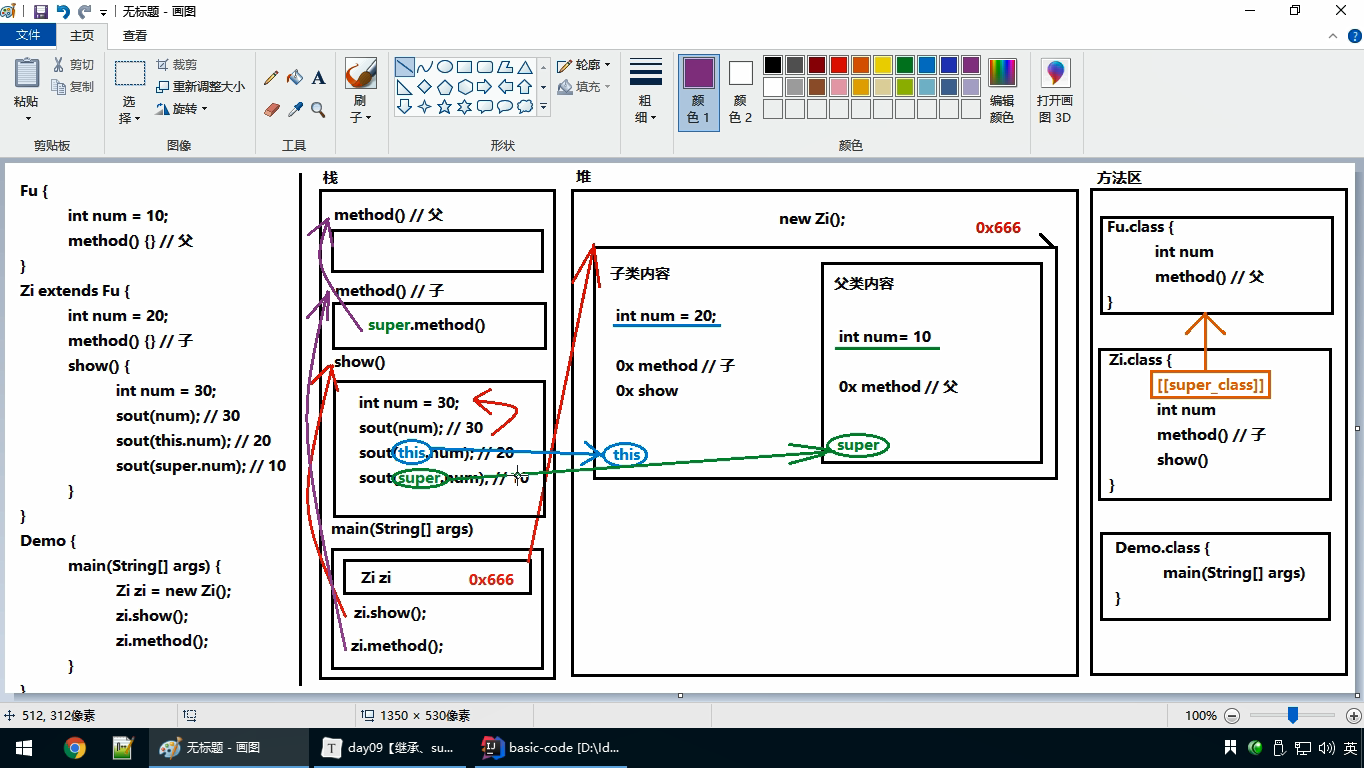 无标题 - 画图
文件 主页 查看
粘贴
剪切
复制
剪贴板
选
择
裁剪
重新调整大小
旋转
图像
A
工具
刷
子
形状
轮廓
填充
粗
细
颜
色 1
颜
色 2
编辑
颜色
颜色
打开画
图 3D
Fu {
int num = 10;
method() {} // 父
}
Zi extends Fu {
int num = 20;
method() {} // 子
show() {
int num = 30;
sout(num); // 30
sout(this.num); // 20
sout(super.num); // 10
}
}
Demo {
main(String[] args) {
Zi zi = new Zi();
zi.show();
zi.method();
}
}
栈
method() // 父
method() // 子
super.method()
show()
int num = 30;
sout(num); // 30
sout(this.num); // 20
sout(super.num); // 10
main(String[] args)
Zi zi 0x666
zi.show();
zi.method();
堆
new Zi();
0x666
子类内容
int num = 20;
0x method // 子
0x show
this
父类内容
int num= 10
0x method // 父
super
方法区
Fu.class {
int num
method() // 父
}
Zi.class {
[[super_class]]
int num
method() // 子
show()
}
Demo.class {
main(String[] args)
}
512, 312像素
1350 × 530像素
100%
无标题 - 画图
day09【继承、su...
basic-code [D:\Id...
英